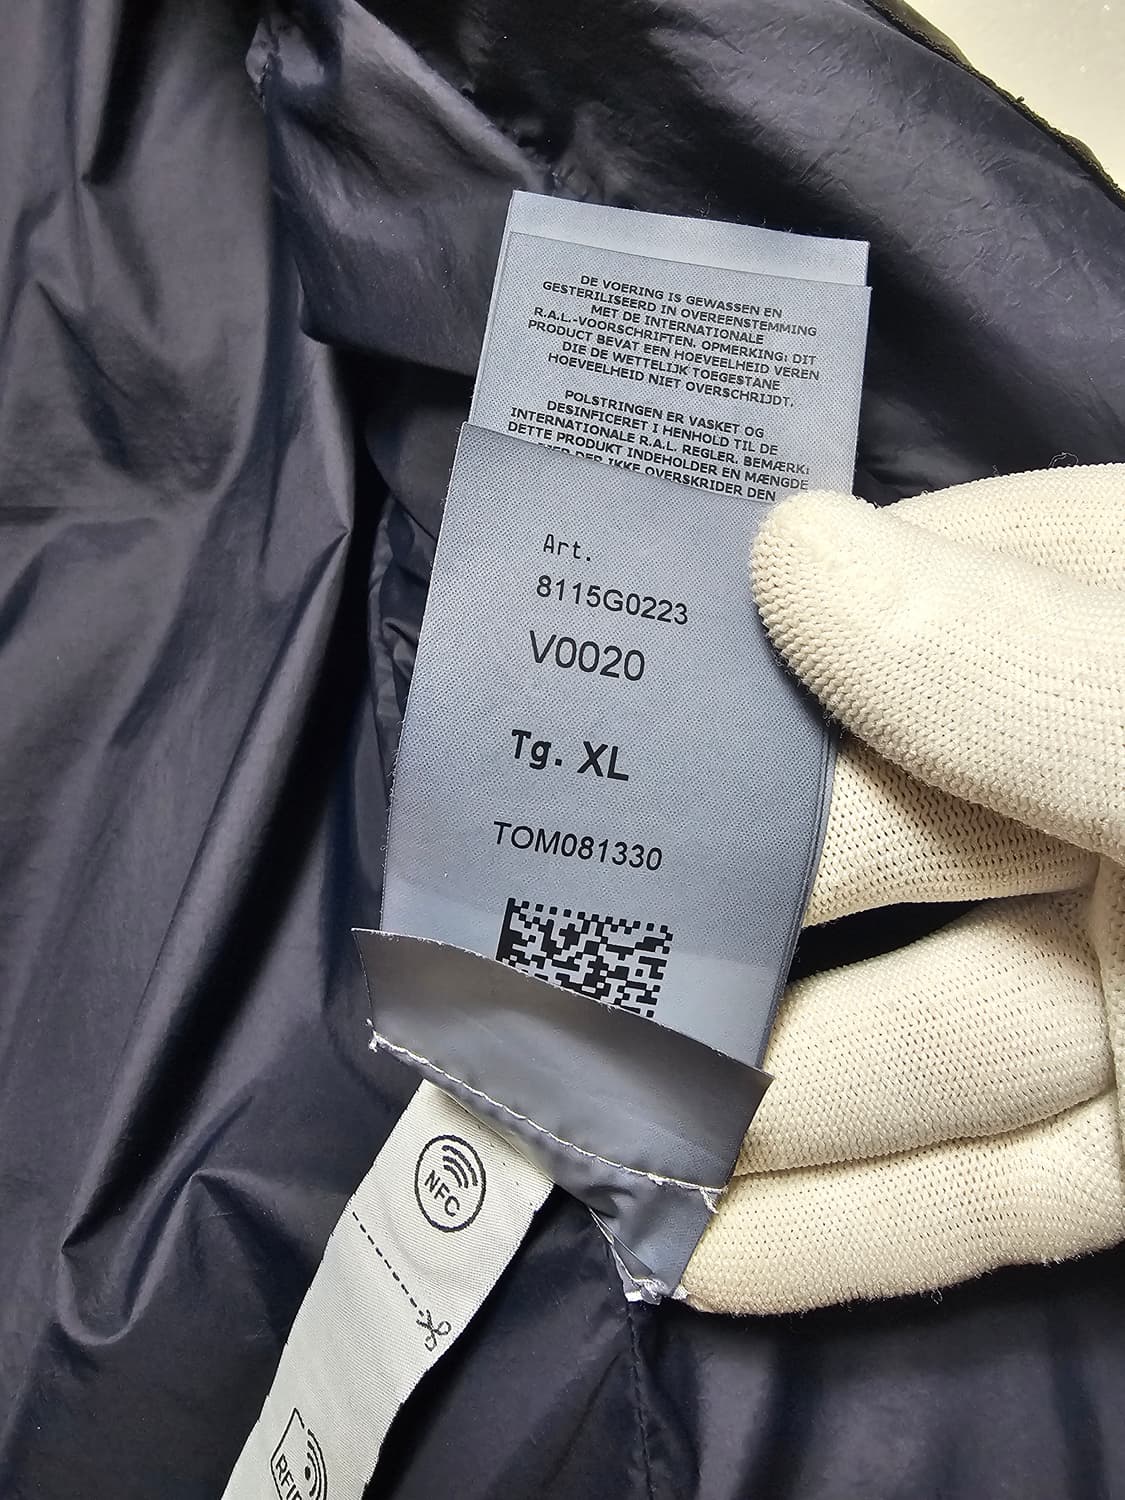 DE VOERING IS GEWASSEN EN
GESTERILISEERD IN OVEREENSTEMMING
MET DE INTERNATIONALE
R.A.L.-VOORSCHRIFTEN. OPMERKING: DIT
PRODUCT BEVAT EEN HOEVEELHEID VEREN
DIE DE WETTELIJK TOEGESTANE
HOEVEELHEID NIET OVERSCHRIJDT.
POLSTRINGEN ER VASKET OG
DESINFICERET I HENHOLD TIL DE
INTERNATIONALE R.A.L. REGLER. BEMÆRK:
DETTE PRODUKT INDEHOLDER EN MÆNGDE
DER IKKE OVERSKRIDER DEN
Art.
8115G0223
V0020
Tg. XL
TOM081330
NFC
RFID